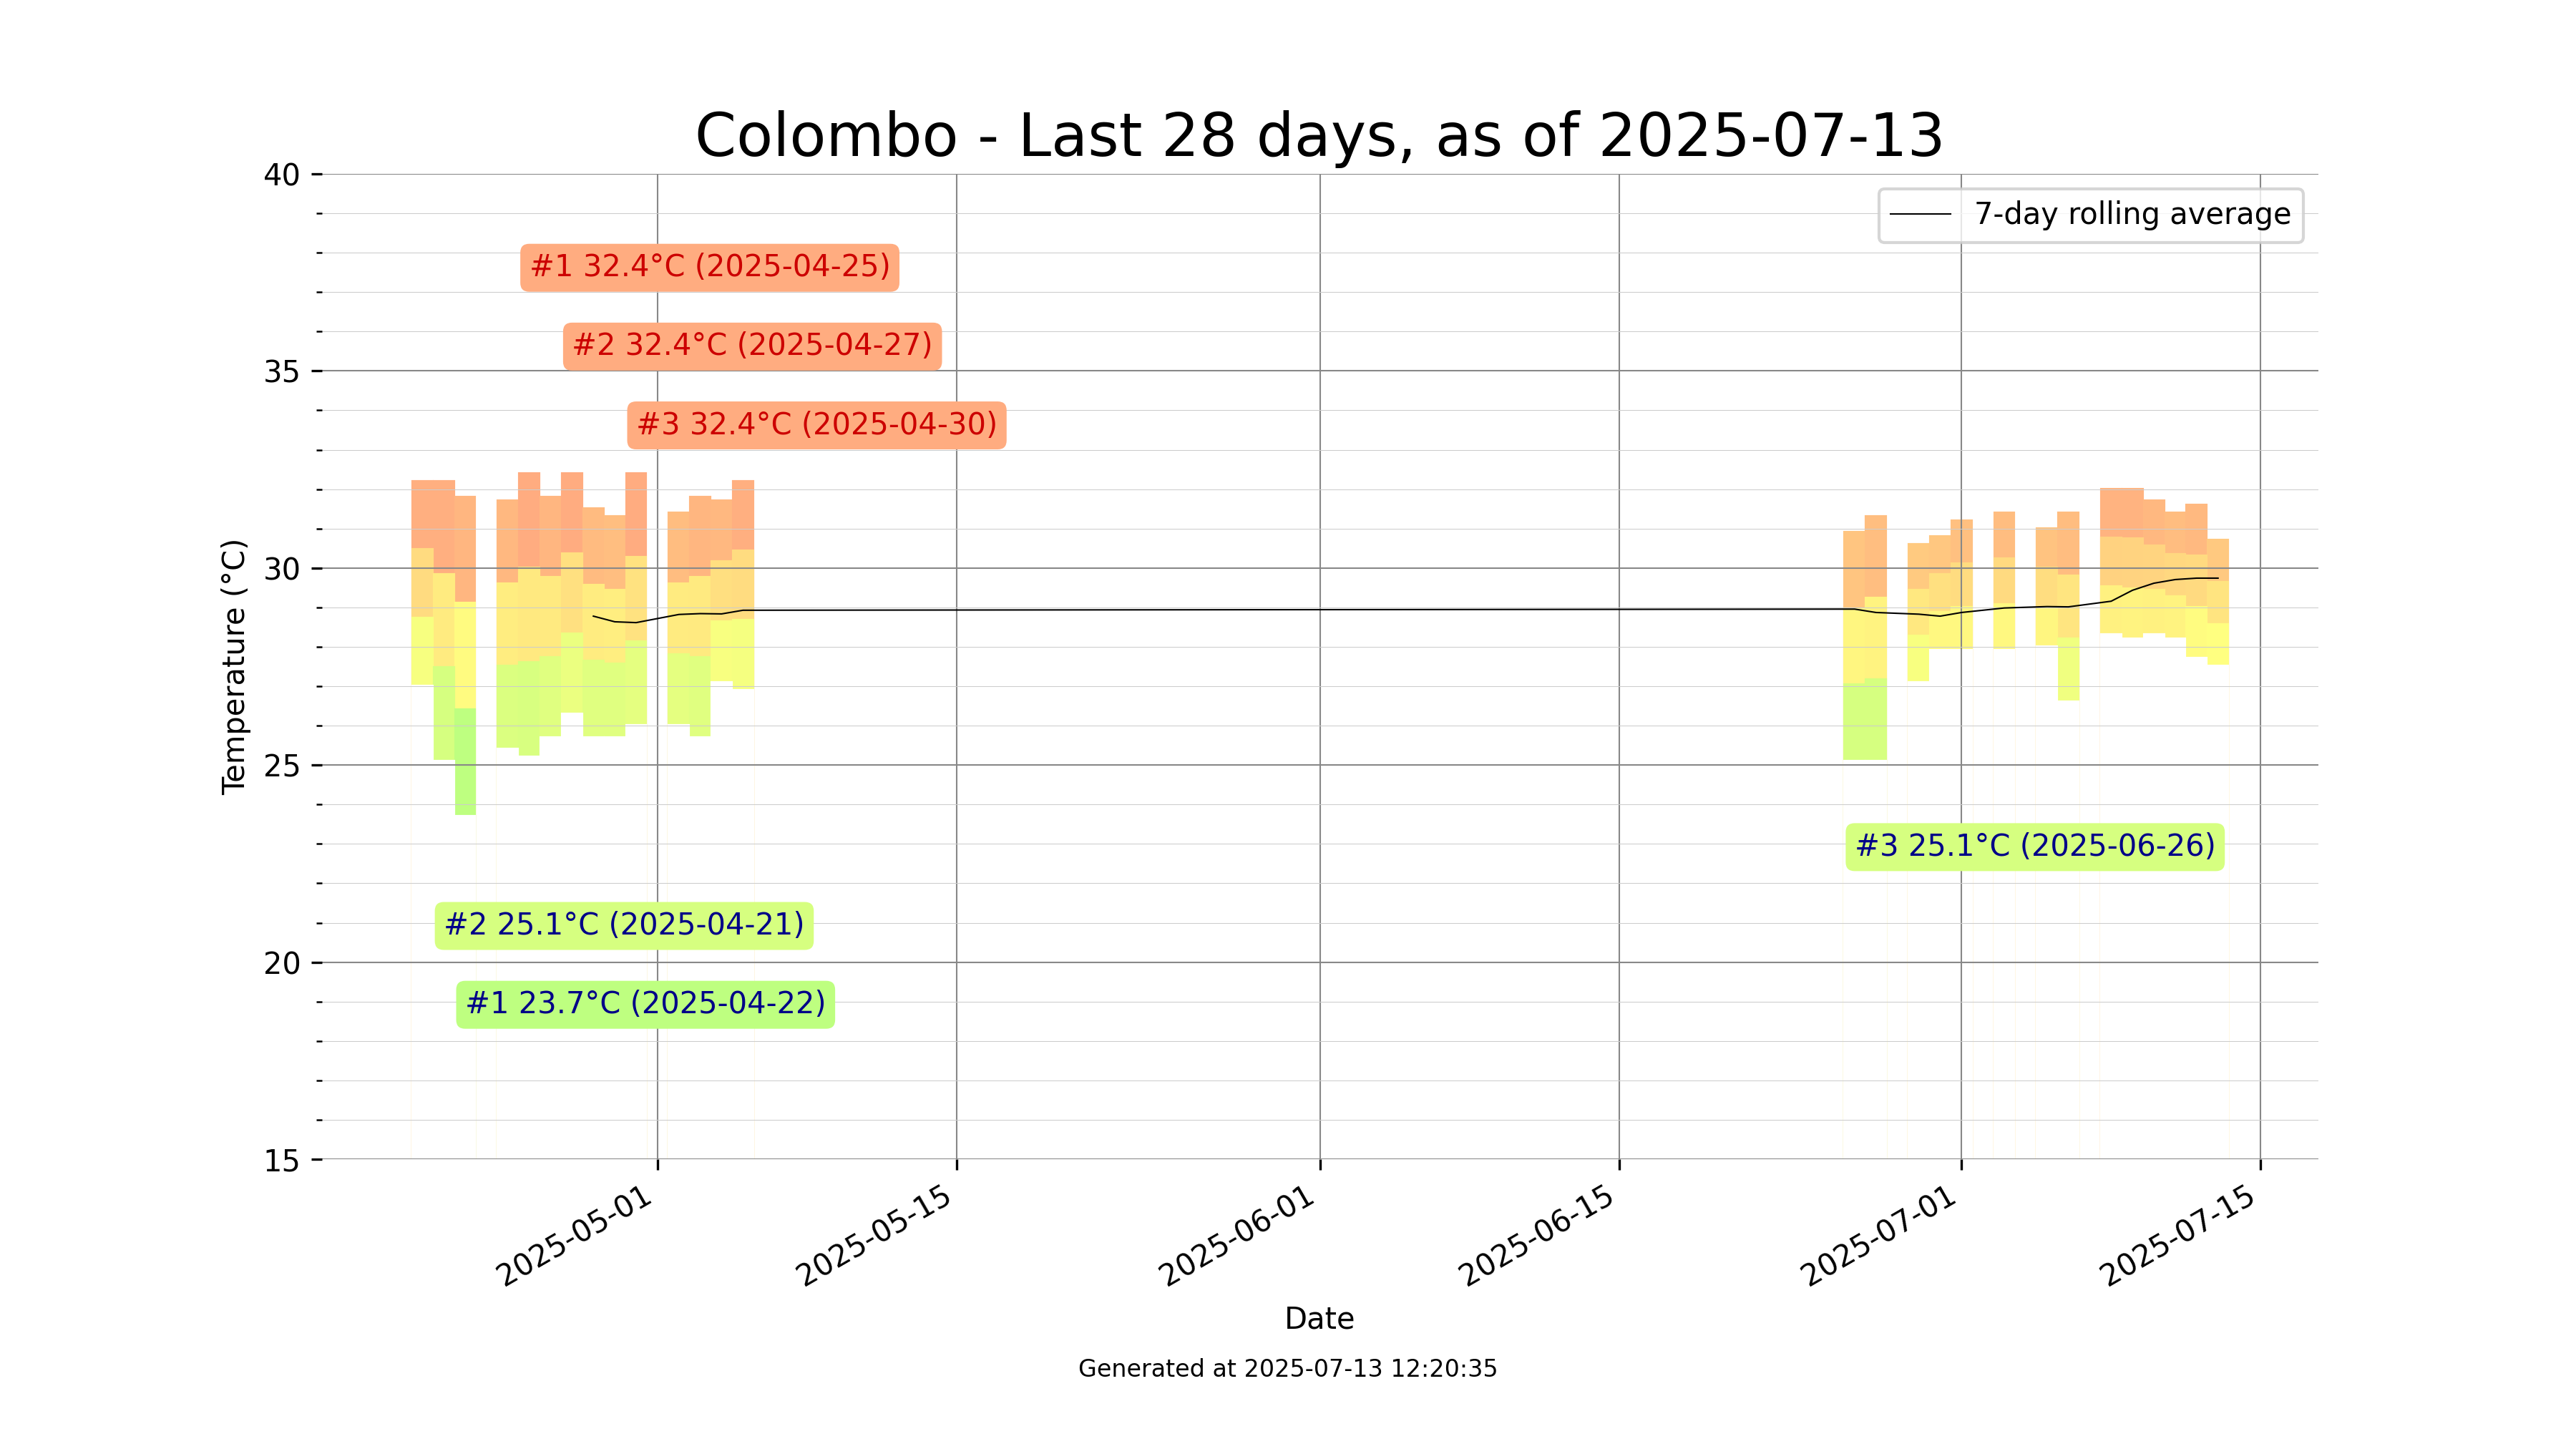 Colombo - Last 28 days, as of 2025-07-13
40
7-day rolling average
#1 32.4°C (2025-04-25)
#2 32.4°C (2025-04-27)
35
#3 32.4°C (2025-04-30)
30
Temperature (°C)
25
#3 25.1°C (2025-06-26)
#2 25.1°C (2025-04-21)
20
#1 23.7°C (2025-04-22)
15
2025-05-01
2025-05-15
2025-06-01
2025-06-15
2025-07-01
2025-07-15
Date
Generated at 2025-07-13 12:20:35